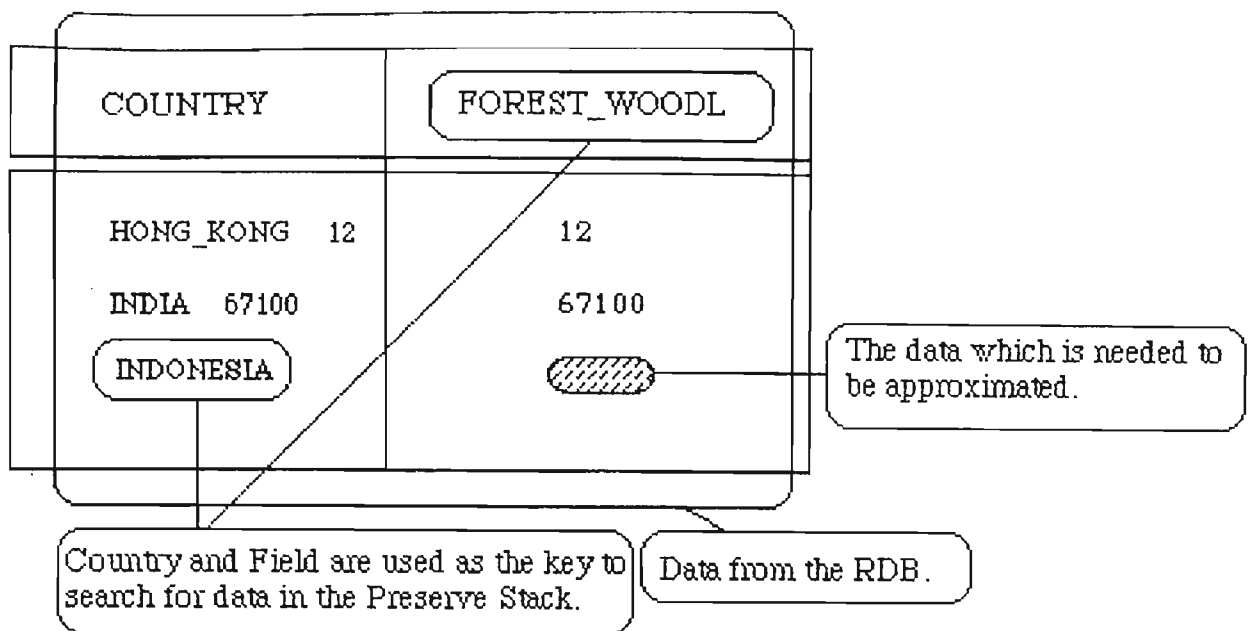 COUNTRY FOREST_WOODL
HONG_KONG 12 12
INDIA 67100 67100
INDONESIA
The data which is needed to
be approximated.
Country and Field are used as the key to
search for data in the Preserve Stack.
Data from the RDB.